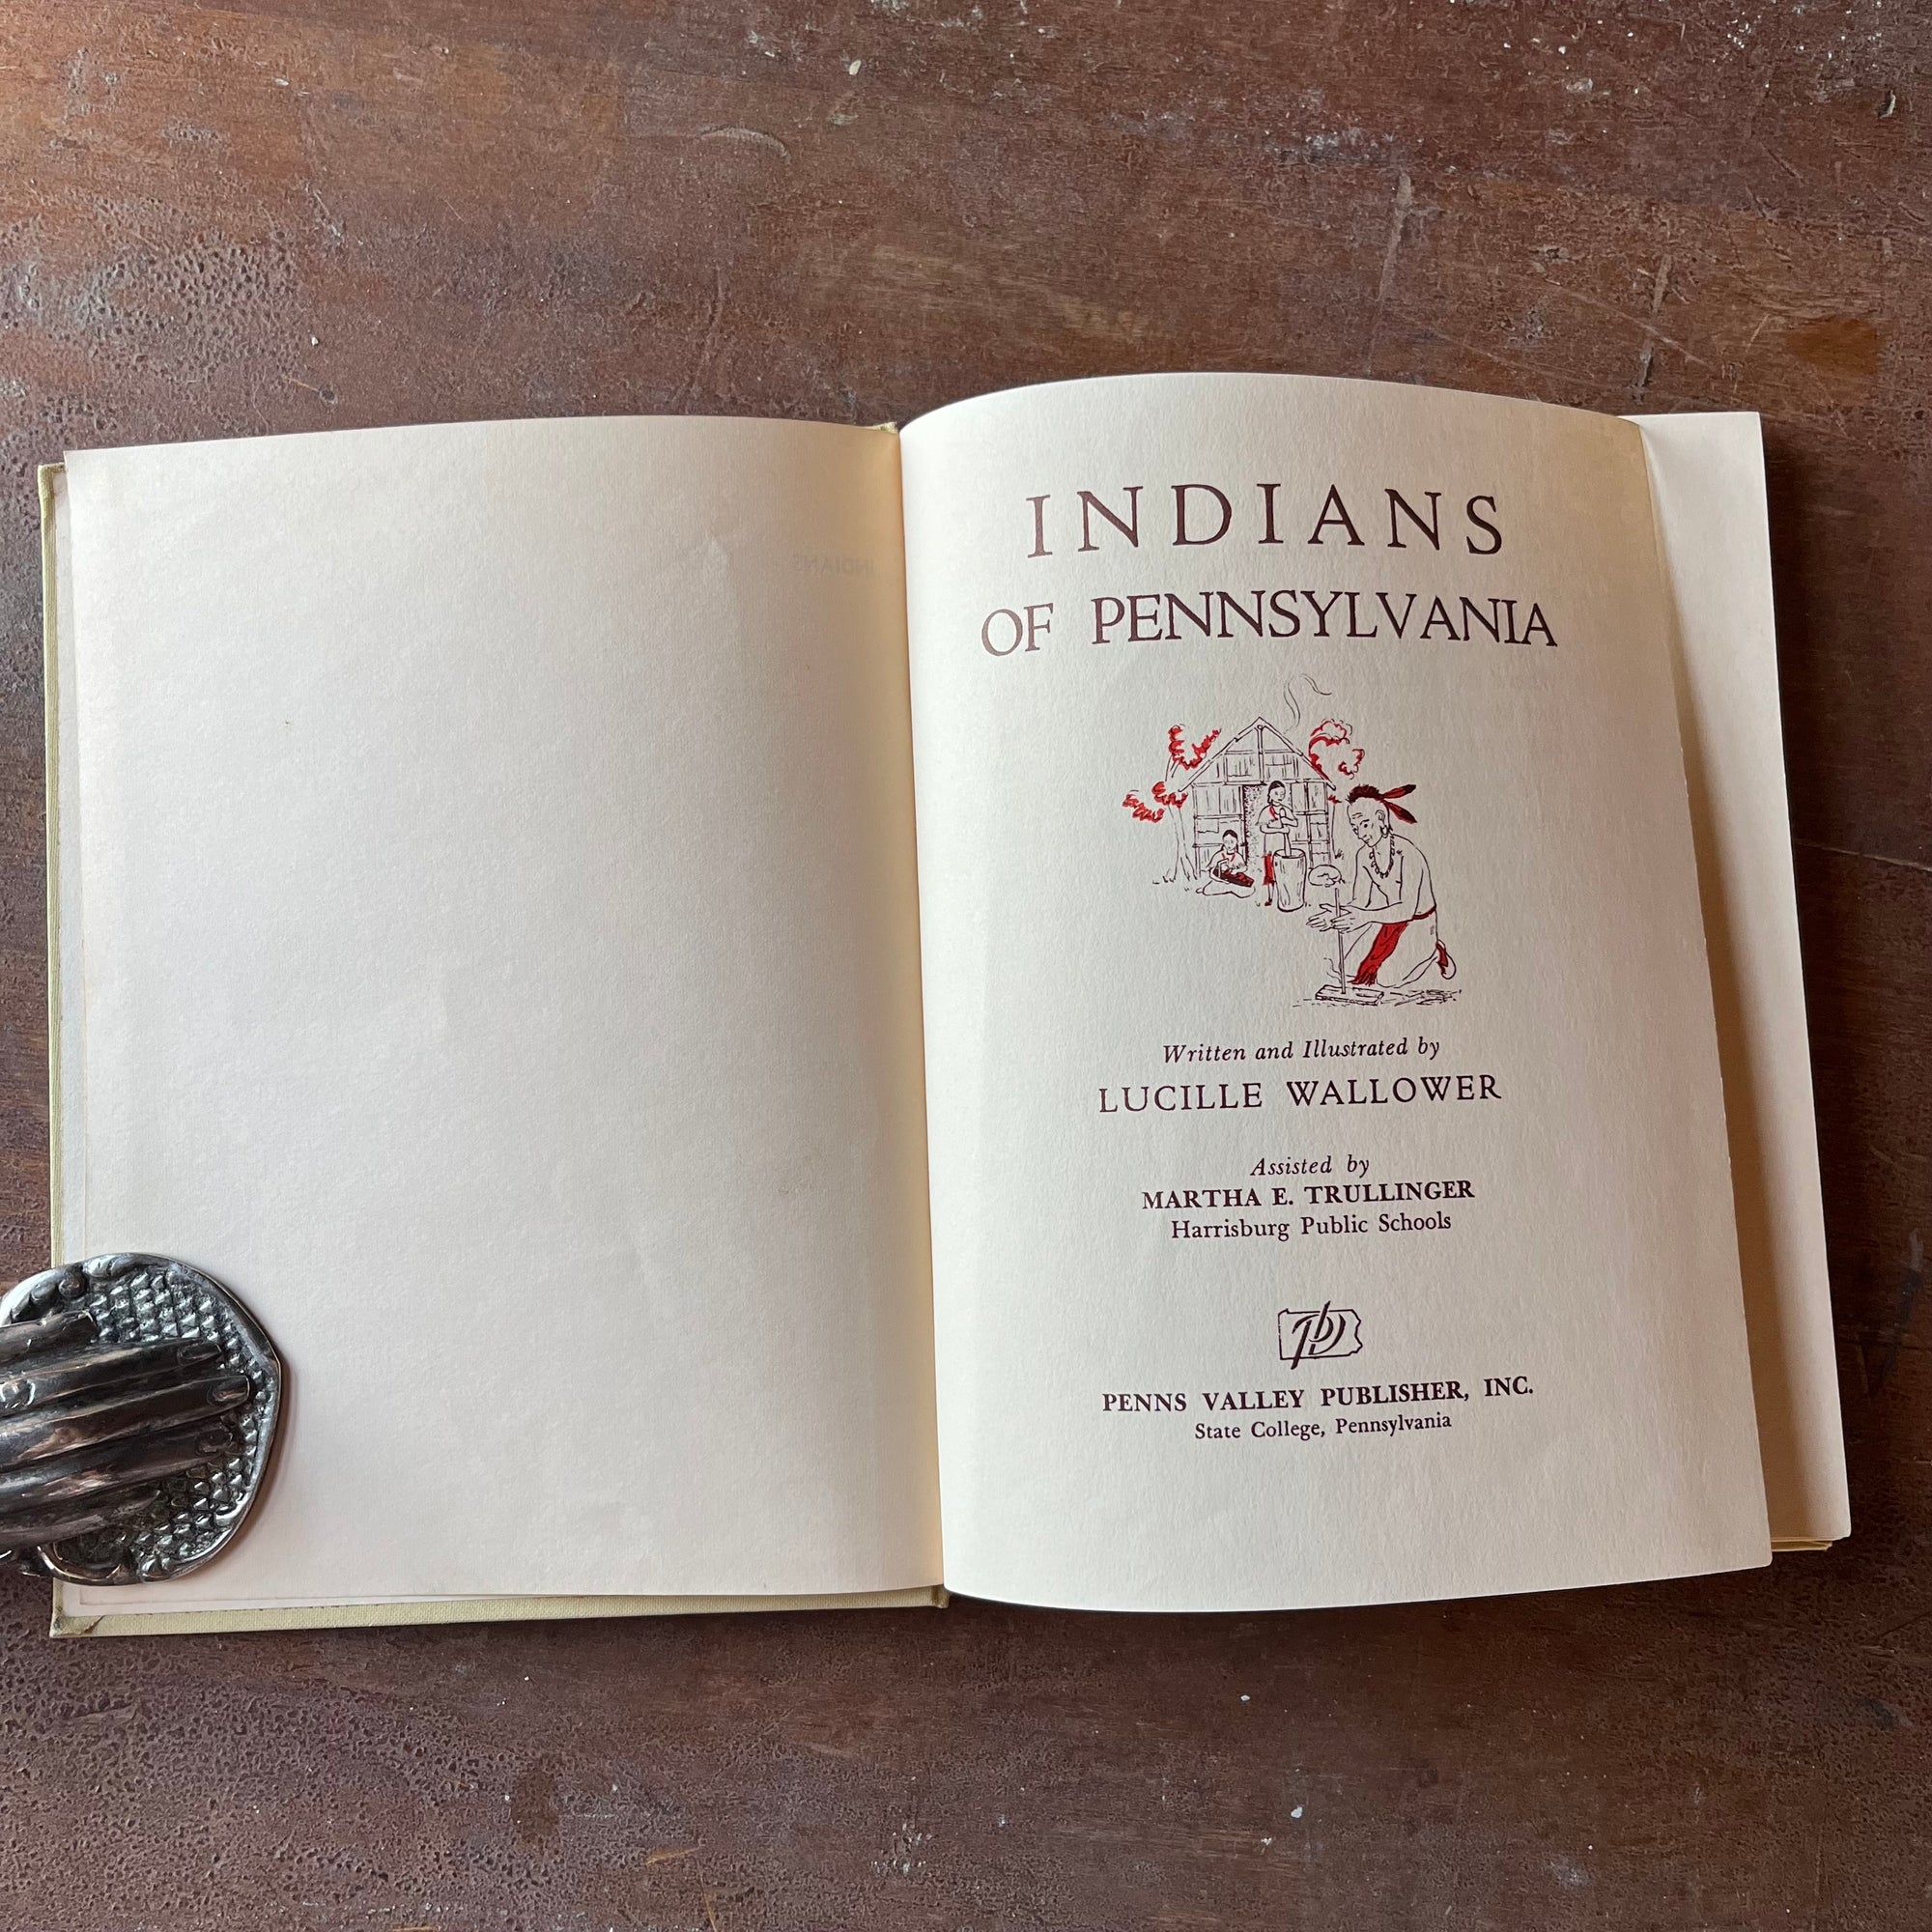 INDIANS
OF PENNSYLVANIA
Written and Illustrated by
LUCILLE WALLOWER
Assisted by
MARTHA E. TRULLINGER
Harrisburg Public Schools
PENNS VALLEY PUBLISHER, INC.
State College, Pennsylvania